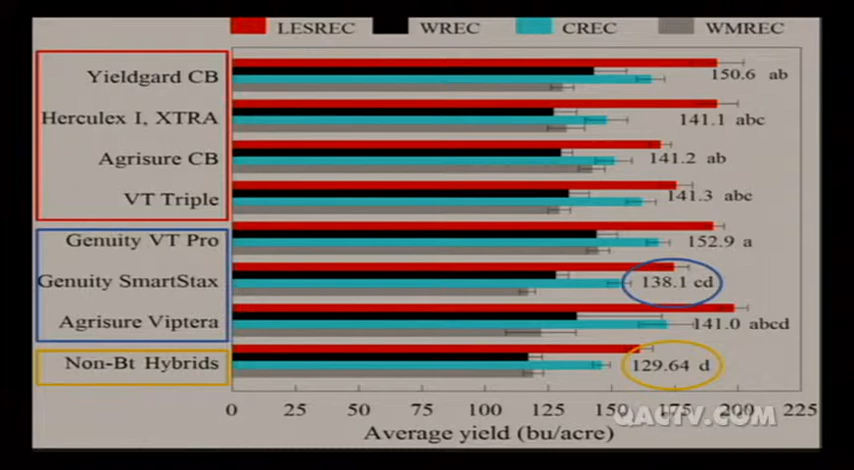 LESREC WREC CREC WMREC
Yieldgard CB 150.6 ab
Herculex I, XTRA 141.1 abc
Agrisure CB 141.2 ab
VT Triple 141.3 abc
Genuity VT Pro 152.9 a
Genuity SmartStax 138.1 cd
Agrisure Viptera 141.0 abcd
Non-Bt Hybrids 129.64 d
0 25 50 75 100 125 150 175 200 225
QACTV.COM
Average yield (bu/acre)